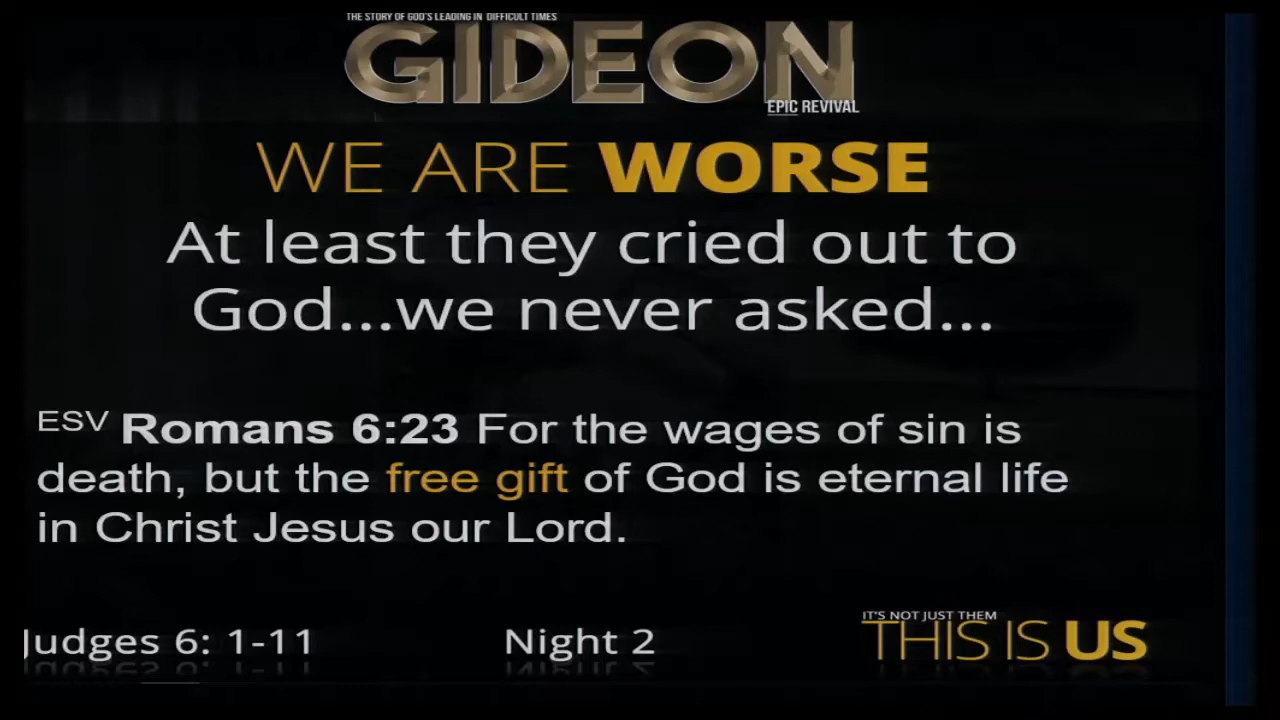 THE STORY OF GOD'S LEADING IN DIFFICULT TIMES
GIDEON
EPIC REVIVAL
WE ARE WORSE
At least they cried out to
God...we never asked...
ESV Romans 6:23 For the wages of sin is
death, but the free gift of God is eternal life
in Christ Jesus our Lord.
Judges 6: 1-11
Night 2
IT'S NOT JUST THEM
THIS IS US